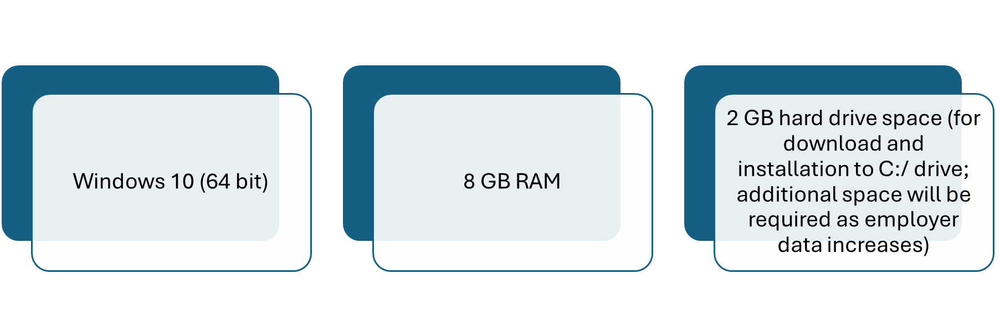 Windows 10 (64 bit)
8 GB RAM
2 GB hard drive space (for
download and
installation to C:/ drive;
additional space will be
required as employer
data increases)